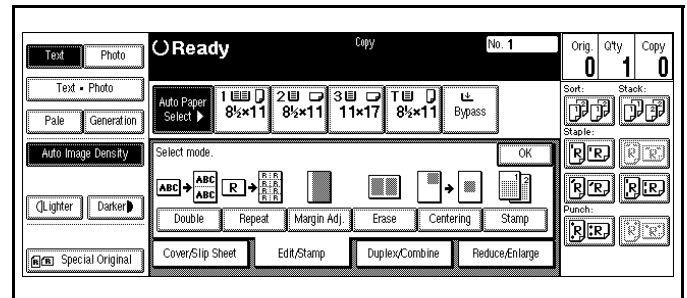 Ready
Copy
No. 1
Orig. Q'ty Copy
0 1 0
Text Photo
Text • Photo
Pale Generation
Auto Image Density
Lighter Darker
Special Original
Auto Paper Select ▶
1 8½×11
2 8½×11
3 11×17
T 8½×11
Bypass
Select mode.
OK
ABC ABC ABC
R R R R R R R
1 2
Double Repeat Margin Adj. Erase Centering Stamp
Cover/Slip Sheet Edit/Stamp Duplex/Combine Reduce/Enlarge
Sort: Stack:
Staple:
Punch: